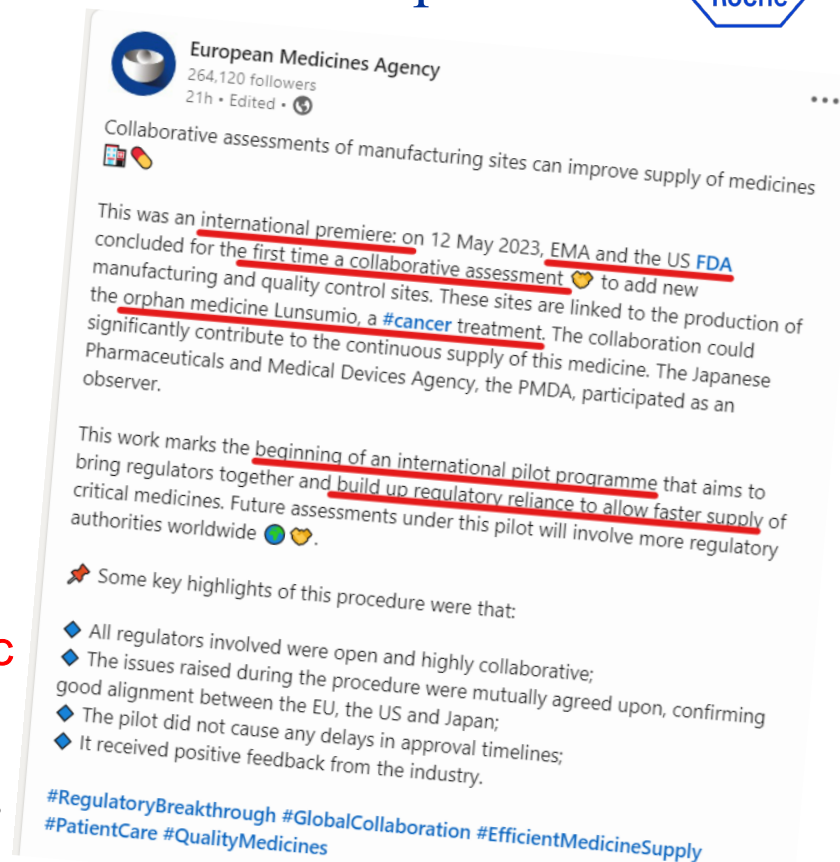 European Medicines Agency
264,120 followers
21h • Edited •
Collaborative assessments of manufacturing sites can improve supply of medicines
This was an international premiere: on 12 May 2023, EMA and the US FDA
concluded for the first time a collaborative assessment to add new
manufacturing and quality control sites. These sites are linked to the production of
the orphan medicine Lunsumio, a #cancer treatment. The collaboration could
significantly contribute to the continuous supply of this medicine. The Japanese
Pharmaceuticals and Medical Devices Agency, the PMDA, participated as an
observer.
This work marks the beginning of an international pilot programme that aims to
bring regulators together and build up regulatory reliance to allow faster supply of
critical medicines. Future assessments under this pilot will involve more regulatory
authorities worldwide .
Some key highlights of this procedure were that:
All regulators involved were open and highly collaborative;
The issues raised during the procedure were mutually agreed upon, confirming
good alignment between the EU, the US and Japan;
The pilot did not cause any delays in approval timelines;
It received positive feedback from the industry.
#RegulatoryBreakthrough #GlobalCollaboration #EfficientMedicineSupply
#PatientCare #QualityMedicines